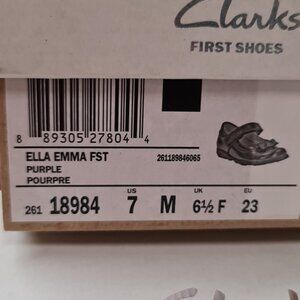 Clarks
FIRST SHOES
8 89305 27804 4
ELLA EMMA FST
261189846065
PURPLE
POURPRE
US UK EU
261 18984 7 M 6½ F 23